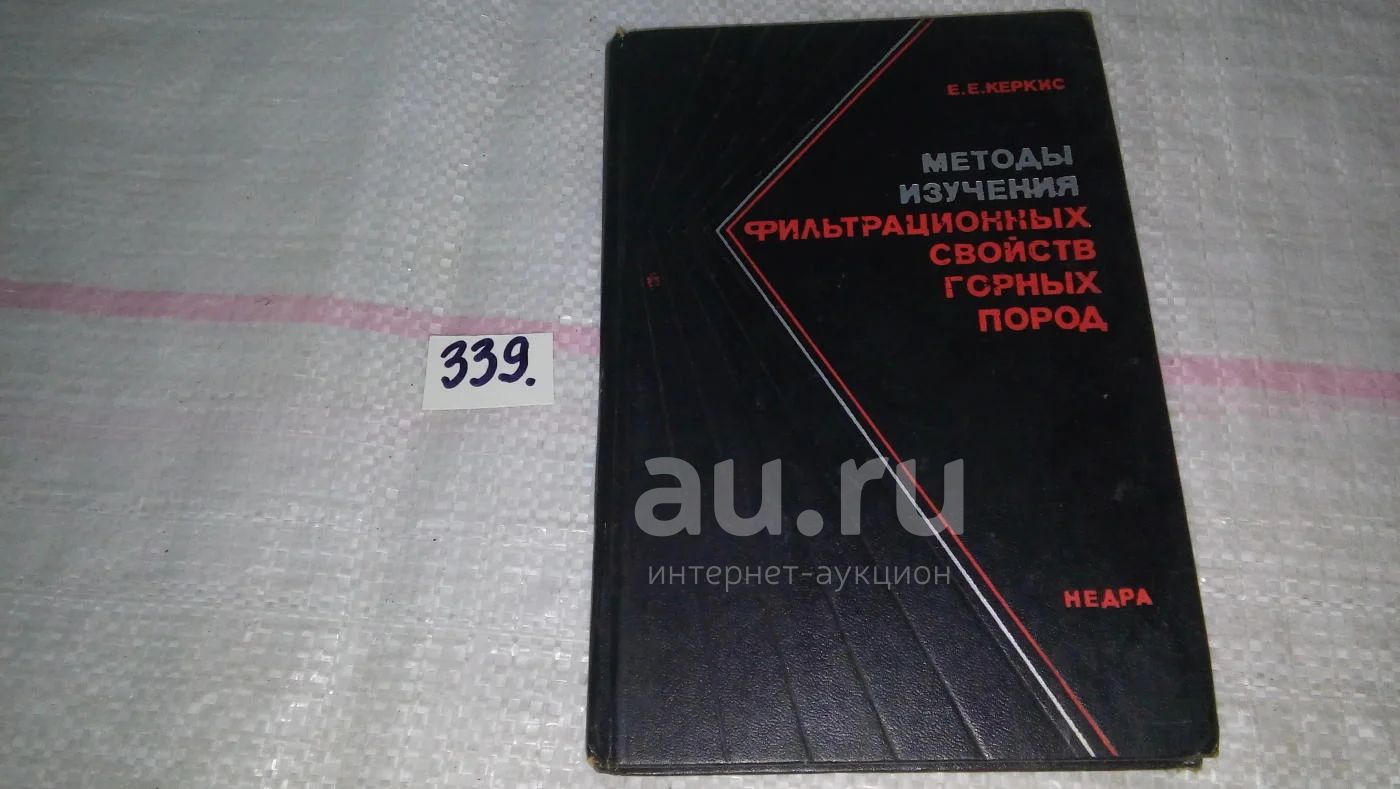 Е.Е.КЕРКИС
МЕТОДЫ
ИЗУЧЕНИЯ
ФИЛЬТРАЦИОННЫХ
СВОЙСТВ
ГОРНЫХ
ПОРОД
339.
au.ru
интернет-аукцион
НЕДРА